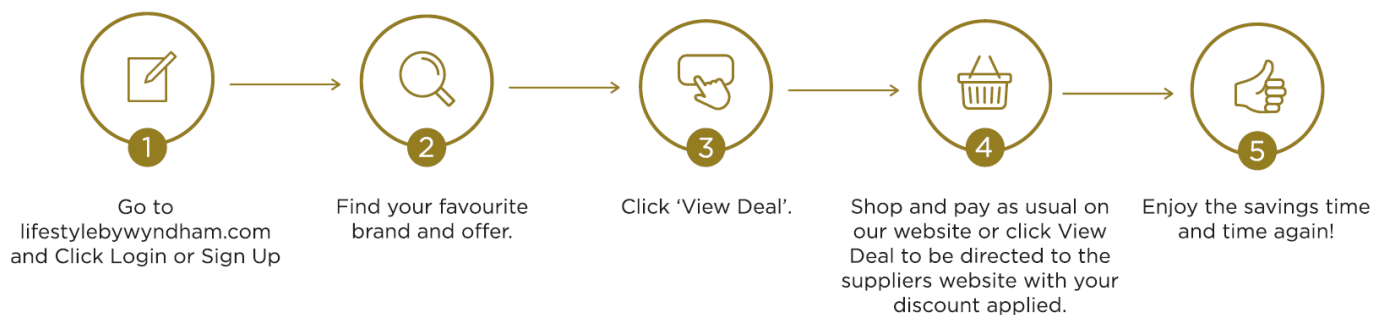 1
Go to
lifestylebywyndham.com
and Click Login or Sign Up
2
Find your favourite
brand and offer.
3
Click ‘View Deal’.
4
Shop and pay as usual on
our website or click View
Deal to be directed to the
suppliers website with your
discount applied.
5
Enjoy the savings time
and time again!